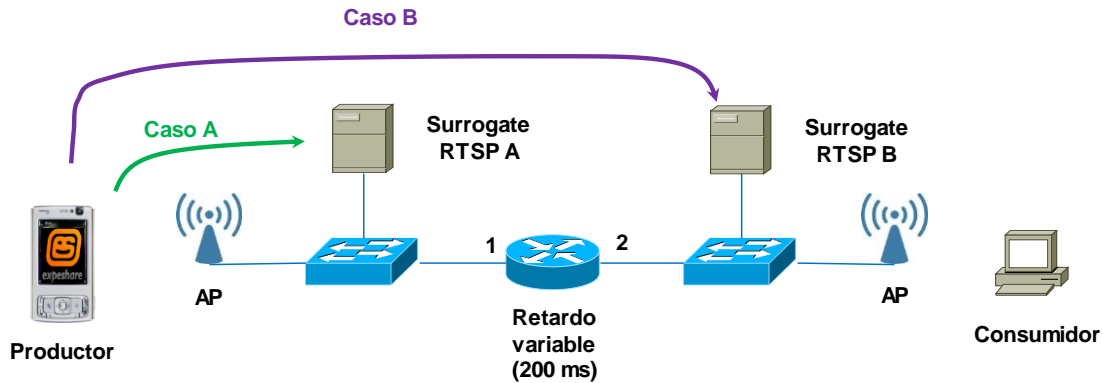 Caso B
Caso A
Surrogate
RTSP A
Surrogate
RTSP B
expeshare
1
2
AP
AP
Retardo
variable
(200 ms)
Productor
Consumidor